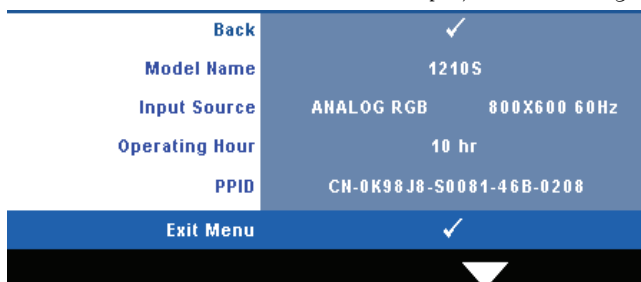 Back ✓
Model Name 1210S
Input Source ANALOG RGB 800X600 60Hz
Operating Hour 10 hr
PPID CN-0K98J8-S0081-46B-0208
Exit Menu ✓